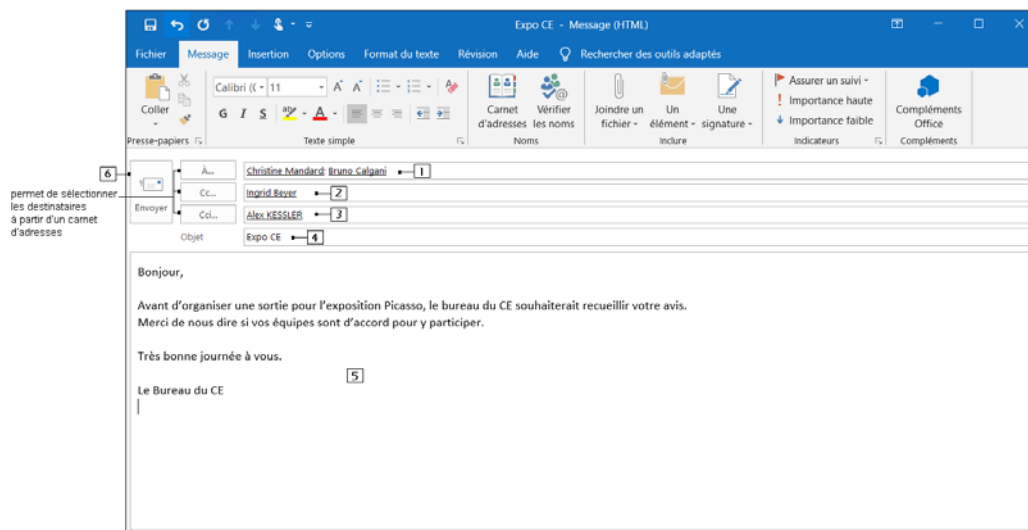 Expo CE - Message (HTML)
Fichier Message Insertion Options Format du texte Révision Aide Rechercher des outils adaptés
Coller
Presse-papiers
Calibri (C 11
G I S aby A
Texte simple
Carnet d'adresses
Vérifier les noms
Noms
Joindre un fichier
Un élément
Une signature
Inclure
Assurer un suivi
Importance haute
Importance faible
Indicateurs
Compléments Office
Compléments
6
permet de sélectionner
les destinataires
à partir d'un carnet
d'adresses
Envoyer
À... Christine Mandard; Bruno Calgani 1
Cc... Ingrid Beyer 2
Cci... Alex KESSLER 3
Objet Expo CE 4
Bonjour,
Avant d'organiser une sortie pour l'exposition Picasso, le bureau du CE souhaiterait recueillir votre avis.
Merci de nous dire si vos équipes sont d'accord pour y participer.
Très bonne journée à vous.
5
Le Bureau du CE